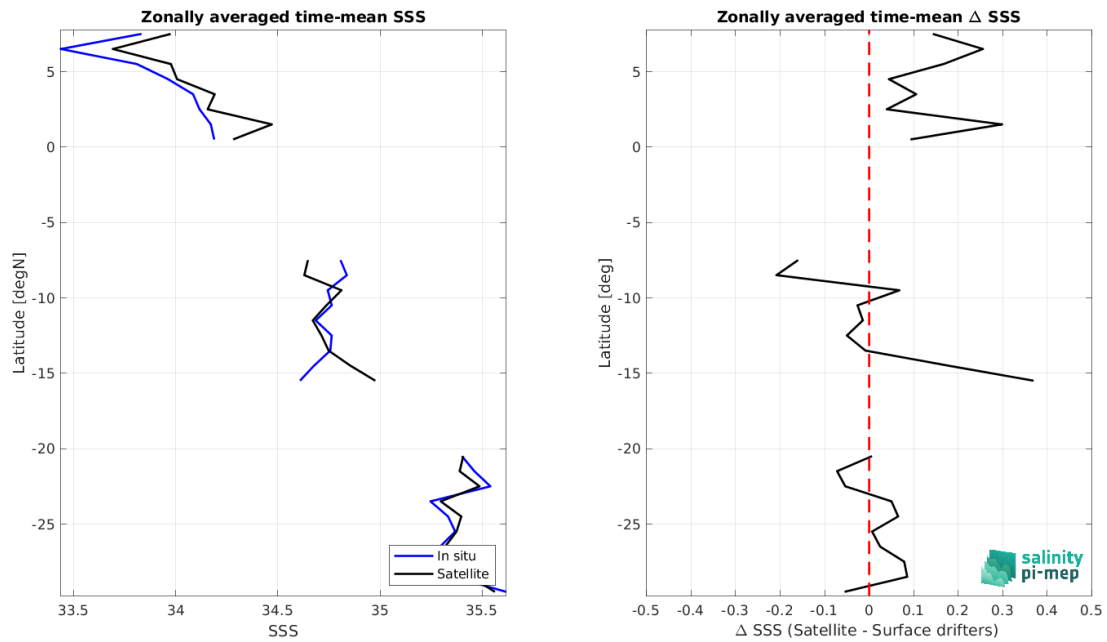 Zonally averaged time-mean SSS
Latitude [degN]
5
0
-5
-10
-15
-20
-25
33.5 34 34.5 35 35.5
SSS
In situ
Satellite
Zonally averaged time-mean Δ SSS
Latitude [deg]
5
0
-5
-10
-15
-20
-25
-0.5 -0.4 -0.3 -0.2 -0.1 0 0.1 0.2 0.3 0.4 0.5
Δ SSS (Satellite - Surface drifters)
salinity
pi-mep